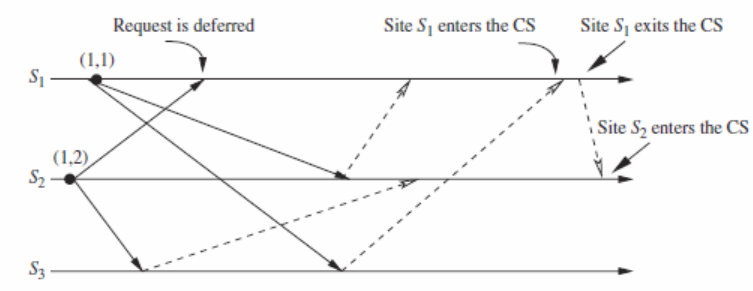 Request is deferred
Site S1 enters the CS
Site S1 exits the CS
(1,1)
S1
Site S2 enters the CS
(1,2)
S2
S3